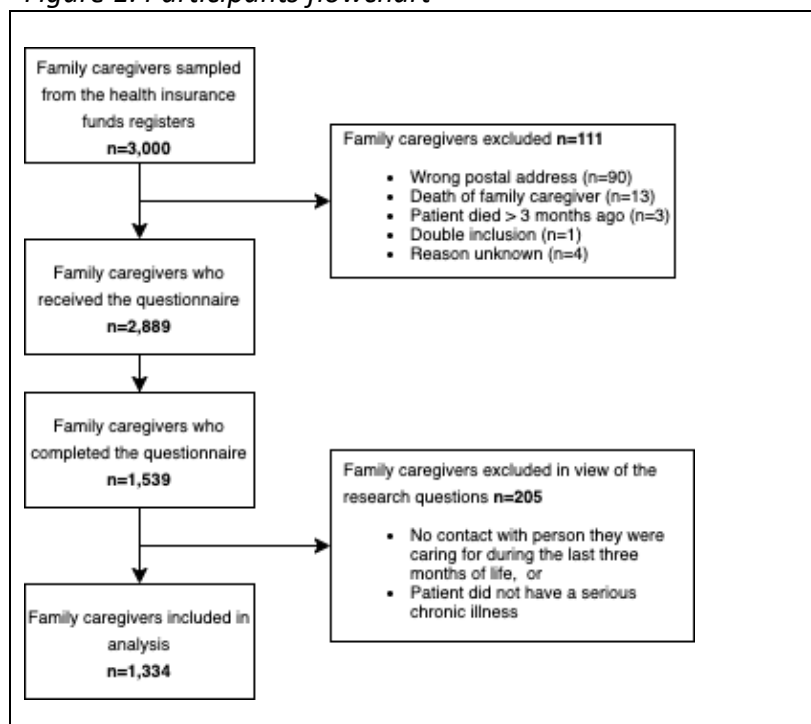 Family caregivers sampled
from the health insurance
funds registers
n=3,000
Family caregivers excluded n=111
• Wrong postal address (n=90)
• Death of family caregiver (n=13)
• Patient died > 3 months ago (n=3)
• Double inclusion (n=1)
• Reason unknown (n=4)
Family caregivers who
received the questionnaire
n=2,889
Family caregivers who
completed the questionnaire
n=1,539
Family caregivers excluded in view of the
research questions n=205
• No contact with person they were
caring for during the last three
months of life, or
• Patient did not have a serious
chronic illness
Family caregivers included in
analysis
n=1,334